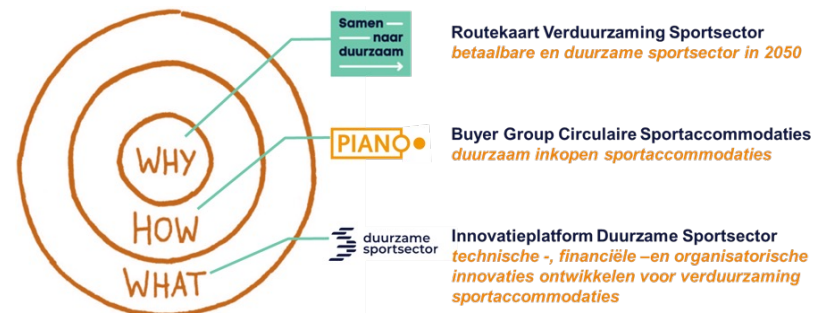 WHY
HOW
WHAT
Samen
naar
duurzaam
Routekaart Verduurzaming Sportsector
betaalbare en duurzame sportsector in 2050
PIANOo
Buyer Group Circulaire Sportaccommodaties
duurzaam inkopen sportaccommodaties
duurzame
sportsector
Innovatieplatform Duurzame Sportsector
technische -, financiële –en organisatorische
innovaties ontwikkelen voor verduurzaming
sportaccommodaties